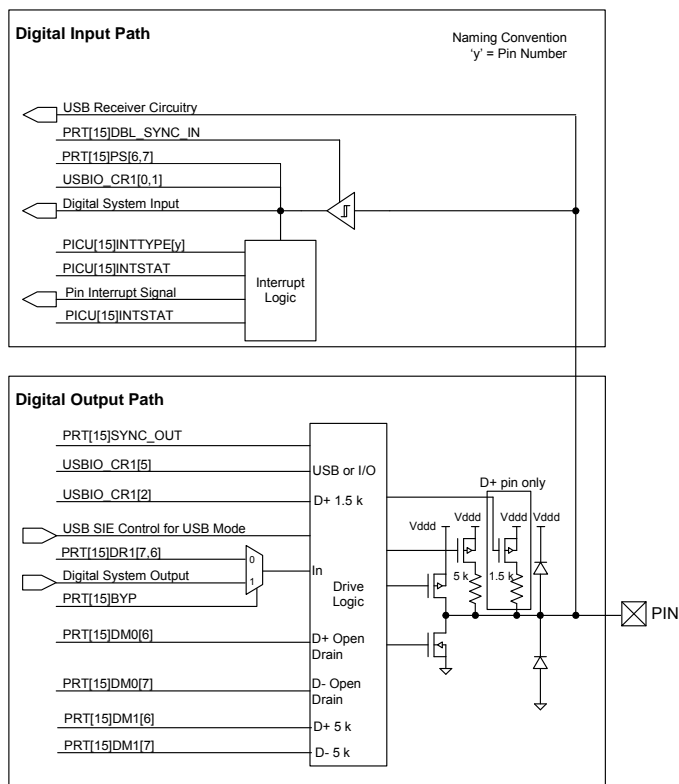 Digital Input Path
Naming Convention
‘y’ = Pin Number
USB Receiver Circuitry
PRT[15]DBL_SYNC_IN
PRT[15]PS[6,7]
USBIO_CR1[0,1]
Digital System Input
PICU[15]INTTYPE[y]
PICU[15]INTSTAT
Pin Interrupt Signal
PICU[15]INTSTAT
Interrupt
Logic
Digital Output Path
PRT[15]SYNC_OUT
USBIO_CR1[5]
USB or I/O
USBIO_CR1[2]
D+ 1.5 k
D+ pin only
USB SIE Control for USB Mode
Vddd
Vddd
Vddd
Vddd
PRT[15]DR1[7,6]
0
Digital System Output
1
In
PRT[15]BYP
Drive
Logic
5 k
1.5 k
PIN
PRT[15]DM0[6]
D+ Open
Drain
PRT[15]DM0[7]
D- Open
Drain
PRT[15]DM1[6]
D+ 5 k
PRT[15]DM1[7]
D- 5 k